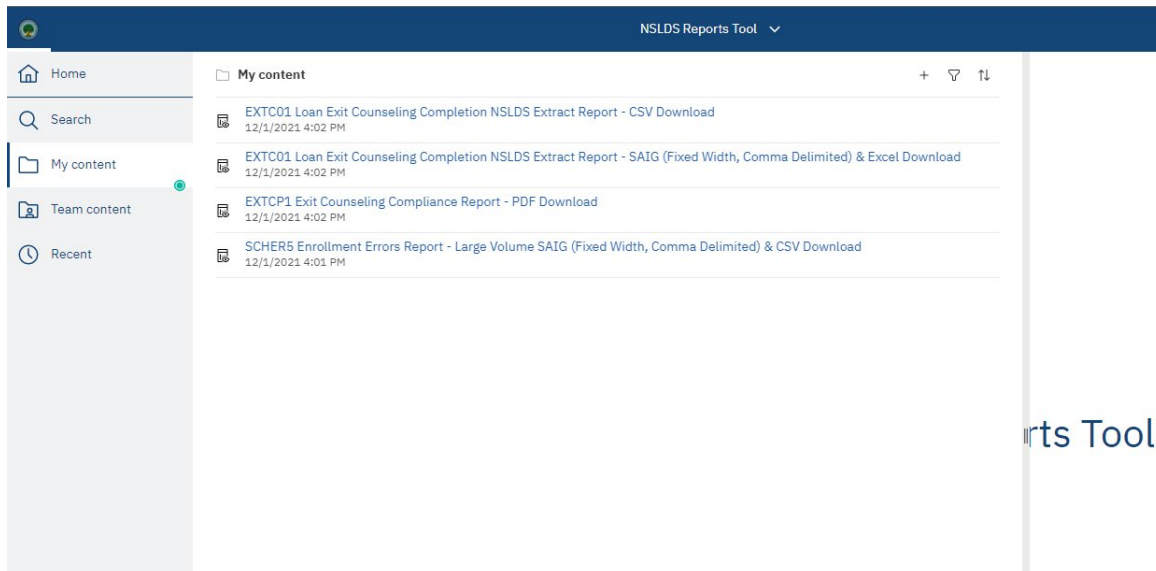 NSLDS Reports Tool
Home
Search
My content
Team content
Recent
My content
EXTC01 Loan Exit Counseling Completion NSLDS Extract Report - CSV Download
12/1/2021 4:02 PM
EXTC01 Loan Exit Counseling Completion NSLDS Extract Report - SAIG (Fixed Width, Comma Delimited) & Excel Download
12/1/2021 4:02 PM
EXTCP1 Exit Counseling Compliance Report - PDF Download
12/1/2021 4:02 PM
SCHER5 Enrollment Errors Report - Large Volume SAIG (Fixed Width, Comma Delimited) & CSV Download
12/1/2021 4:01 PM
rts Tool